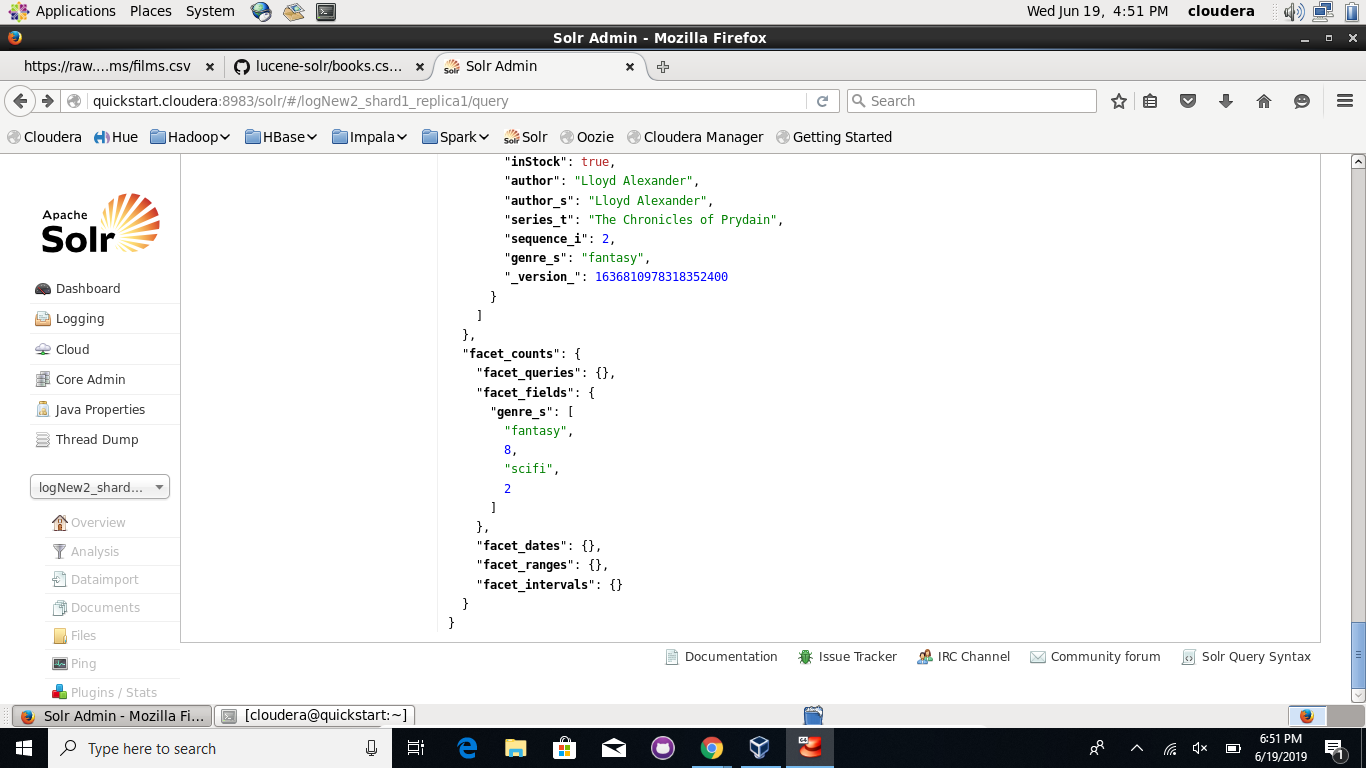 Applications Places System Wed Jun 19, 4:51 PM cloudera
Solr Admin - Mozilla Firefox
https://raw....ms/films.csv lucene-solr/books.cs... Solr Admin
quickstart.cloudera:8983/solr/#/logNew2_shard1_replica1/query Search
Cloudera Hue Hadoop HBase Impala Spark Solr Oozie Cloudera Manager Getting Started
"inStock": true,
"author": "Lloyd Alexander",
"author_s": "Lloyd Alexander",
"series_t": "The Chronicles of Prydain",
"sequence_i": 2,
"genre_s": "fantasy",
"_version_": 1636810978318352400
}
]
},
"facet_counts": {
"facet_queries": {},
"facet_fields": {
"genre_s": [
"fantasy",
8,
"scifi",
2
]
},
"facet_dates": {},
"facet_ranges": {},
"facet_intervals": {}
}
}
Apache
Solr
Dashboard
Logging
Cloud
Core Admin
Java Properties
Thread Dump
logNew2_shard...
Overview
Analysis
Dataimport
Documents
Files
Ping
Plugins / Stats
Documentation Issue Tracker IRC Channel Community forum Solr Query Syntax
Solr Admin - Mozilla Fi... [cloudera@quickstart:~]
Type here to search
6:51 PM
6/19/2019
1